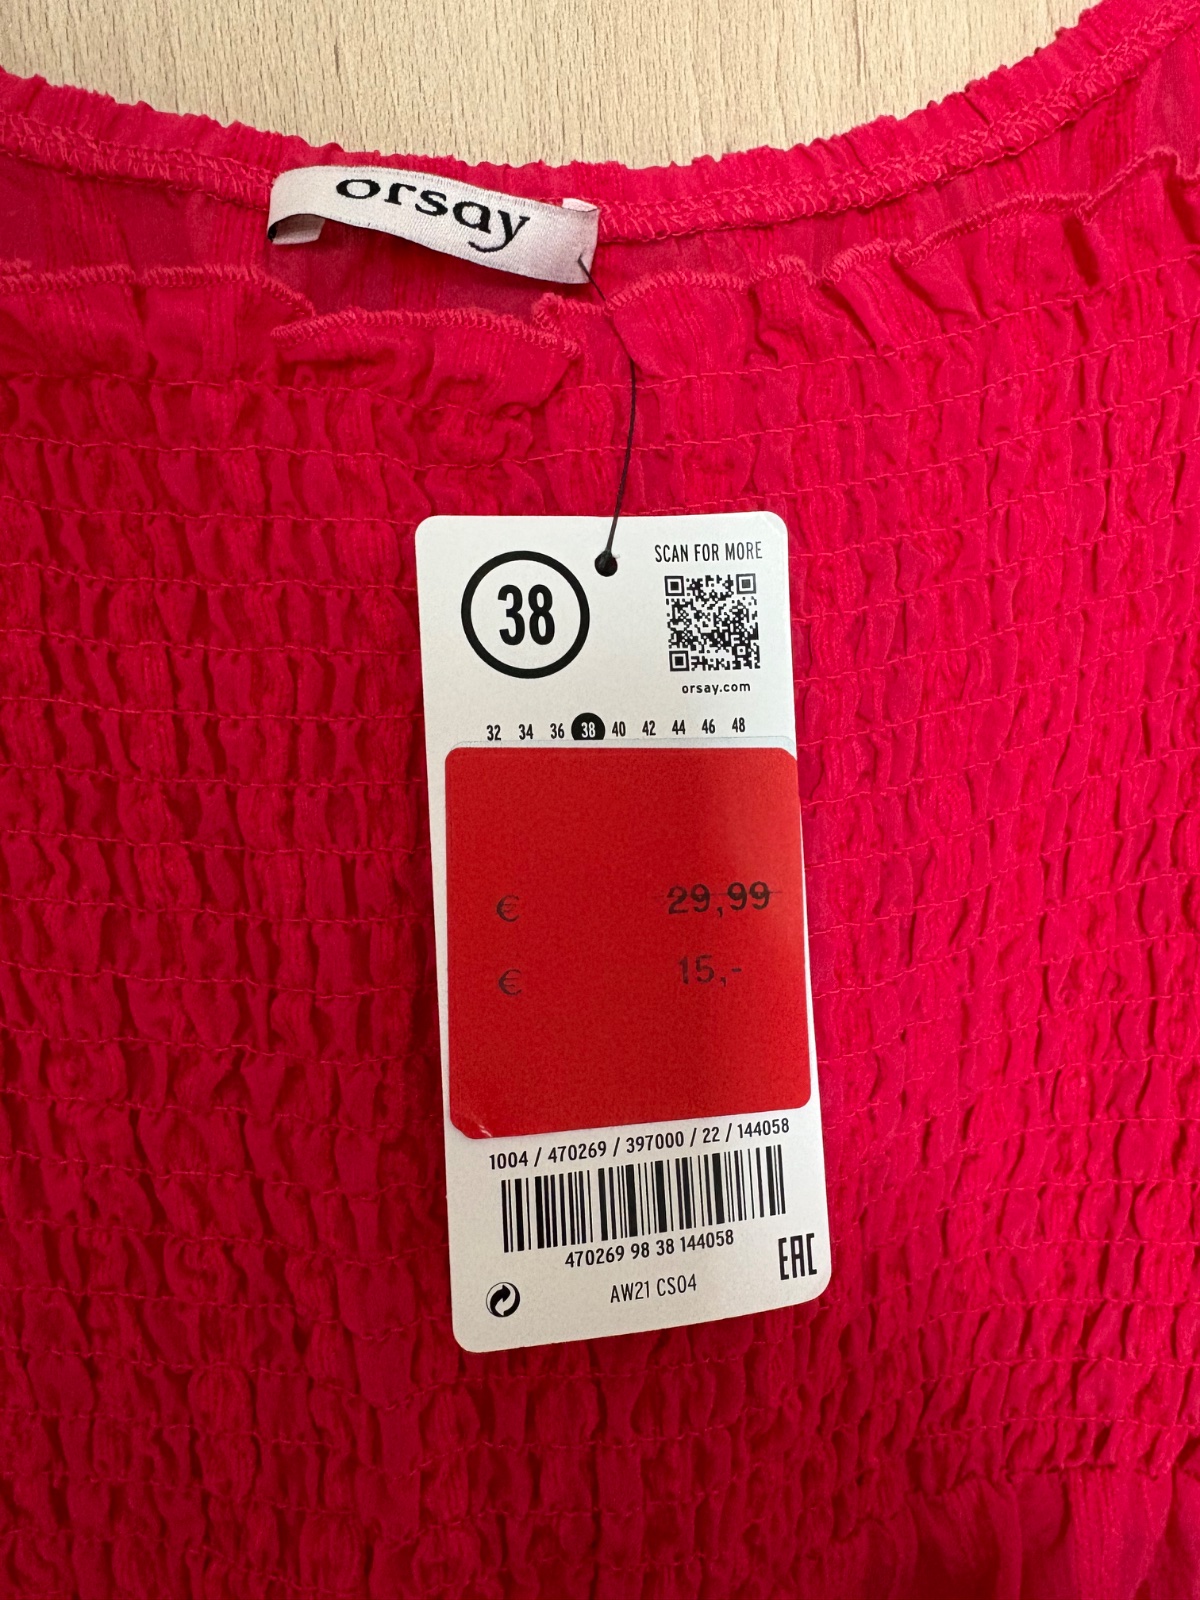 orsay
38
SCAN FOR MORE
orsay.com
32 34 36 38 40 42 44 46 48
€ 29,99
€ 15,-
1004 / 470269 / 397000 / 22 / 144058
470269 98 38 144058
EAC
AW21 CS04